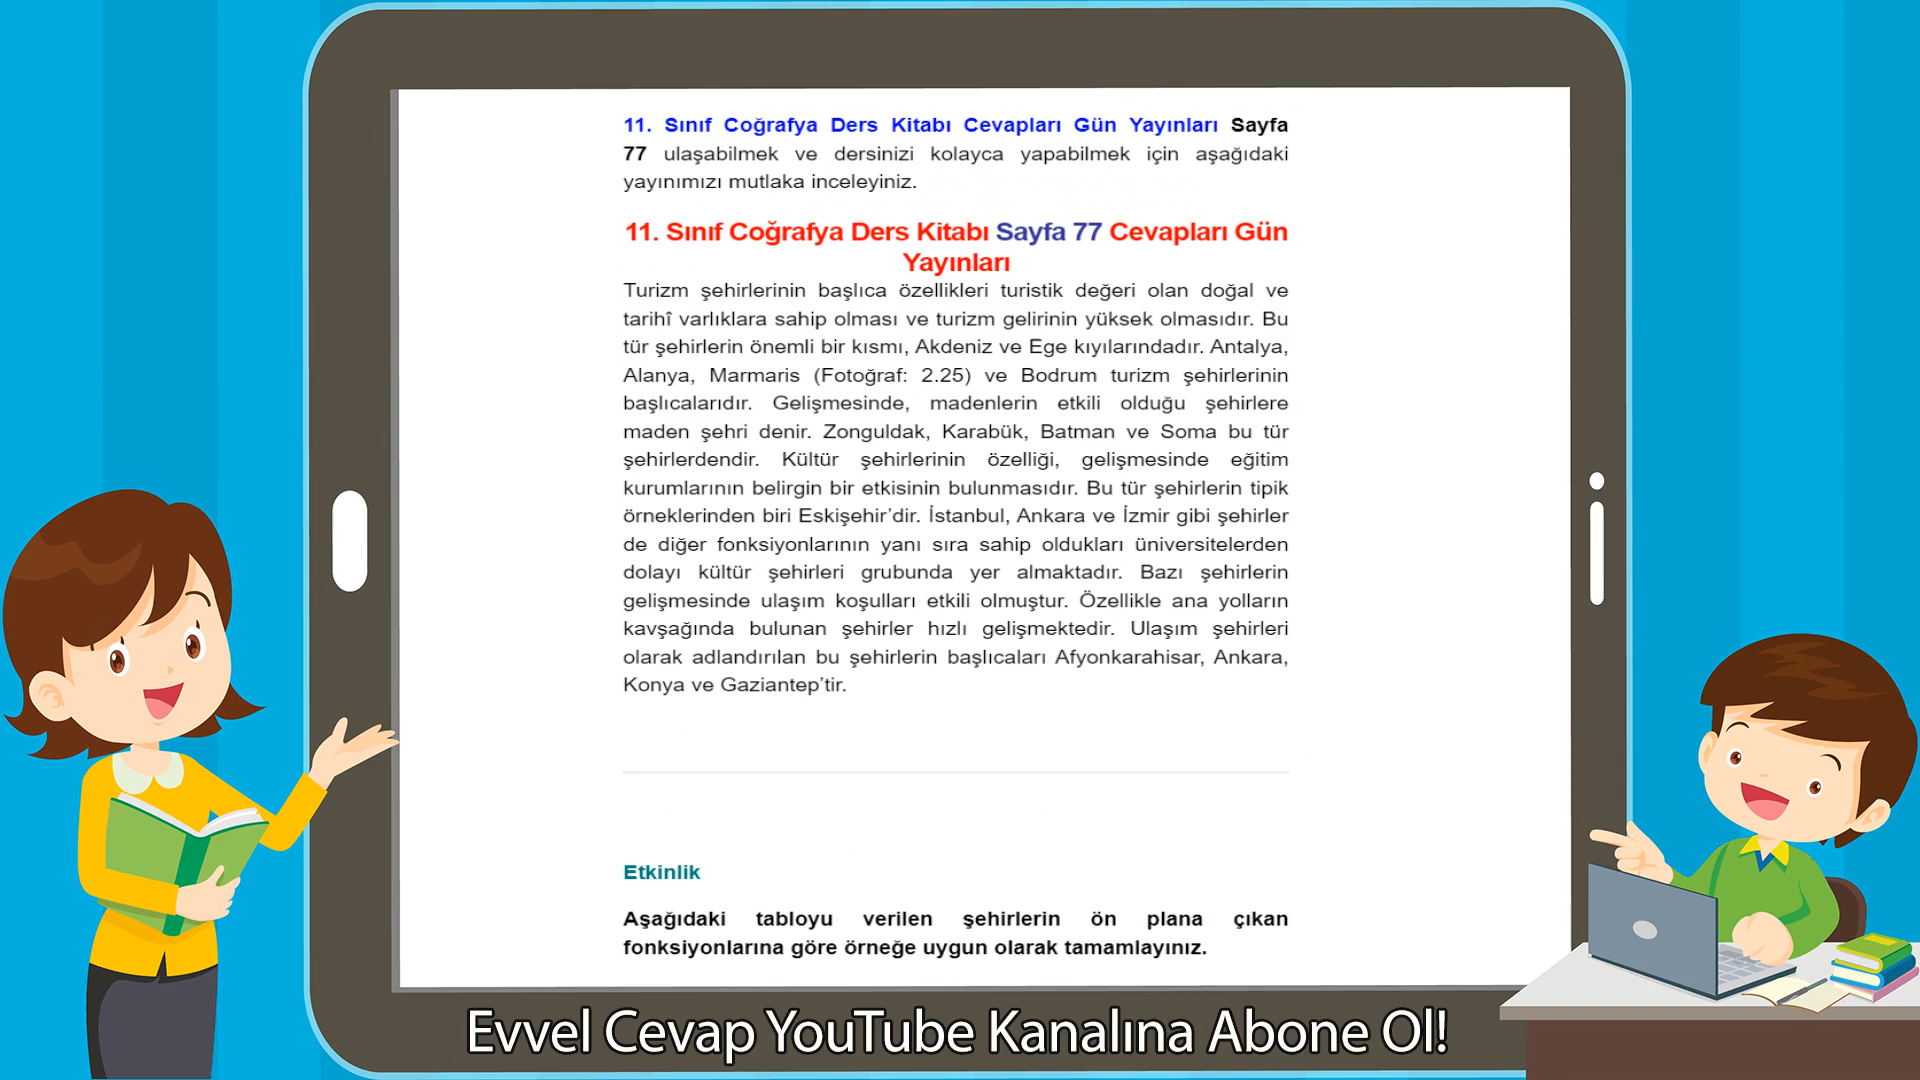 11. Sınıf Coğrafya Ders Kitabı Cevapları Gün Yayınları Sayfa
77 ulaşabilmek ve dersinizi kolayca yapabilmek için aşağıdaki
yayınımızı mutlaka inceleyiniz.
11. Sınıf Coğrafya Ders Kitabı Sayfa 77 Cevapları Gün
Yayınları
Turizm şehirlerinin başlıca özellikleri turistik değeri olan doğal ve
tarihî varlıklara sahip olması ve turizm gelirinin yüksek olmasıdır. Bu
tür şehirlerin önemli bir kısmı, Akdeniz ve Ege kıyılarındadır. Antalya,
Alanya, Marmaris (Fotoğraf: 2.25) ve Bodrum turizm şehirlerinin
başlıcalarıdır. Gelişmesinde, madenlerin etkili olduğu şehirlere
maden şehri denir. Zonguldak, Karabük, Batman ve Soma bu tür
şehirlerdendir. Kültür şehirlerinin özelliği, gelişmesinde eğitim
kurumlarının belirgin bir etkisinin bulunmasıdır. Bu tür şehirlerin tipik
örneklerinden biri Eskişehir’dir. İstanbul, Ankara ve İzmir gibi şehirler
de diğer fonksiyonlarının yanı sıra sahip oldukları üniversitelerden
dolayı kültür şehirleri grubunda yer almaktadır. Bazı şehirlerin
gelişmesinde ulaşım koşulları etkili olmuştur. Özellikle ana yolların
kavşağında bulunan şehirler hızlı gelişmektedir. Ulaşım şehirleri
olarak adlandırılan bu şehirlerin başlıcaları Afyonkarahisar, Ankara,
Konya ve Gaziantep’tir.
Etkinlik
Aşağıdaki tabloyu verilen şehirlerin ön plana çıkan
fonksiyonlarına göre örneğe uygun olarak tamamlayınız.
Evvel Cevap YouTube Kanalına Abone Ol!